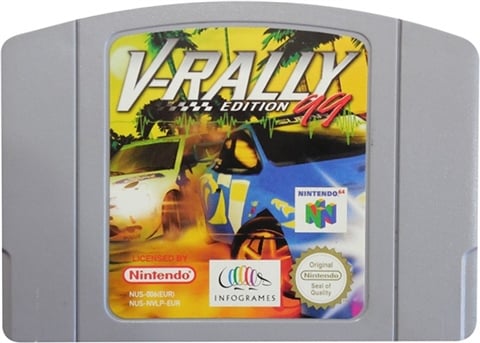 V-RALLY
EDITION 99
NINTENDO 64
N
LICENSED BY
Nintendo
NUS-006(EUR)
NUS-NVLP-EUR
INFOGRAMES
Original
Nintendo
Seal of
Quality